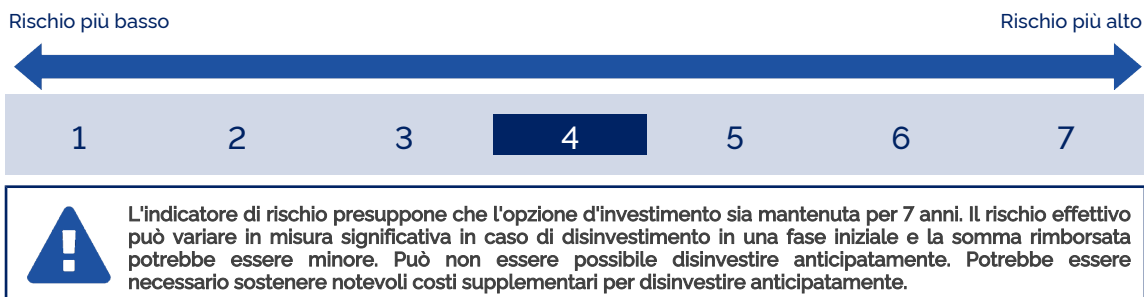 Rischio più basso Rischio più alto
1 2 3 4 5 6 7
L'indicatore di rischio presuppone che l'opzione d'investimento sia mantenuta per 7 anni. Il rischio effettivo
può variare in misura significativa in caso di disinvestimento in una fase iniziale e la somma rimborsata
potrebbe essere minore. Può non essere possibile disinvestire anticipatamente. Potrebbe essere
necessario sostenere notevoli costi supplementari per disinvestire anticipatamente.